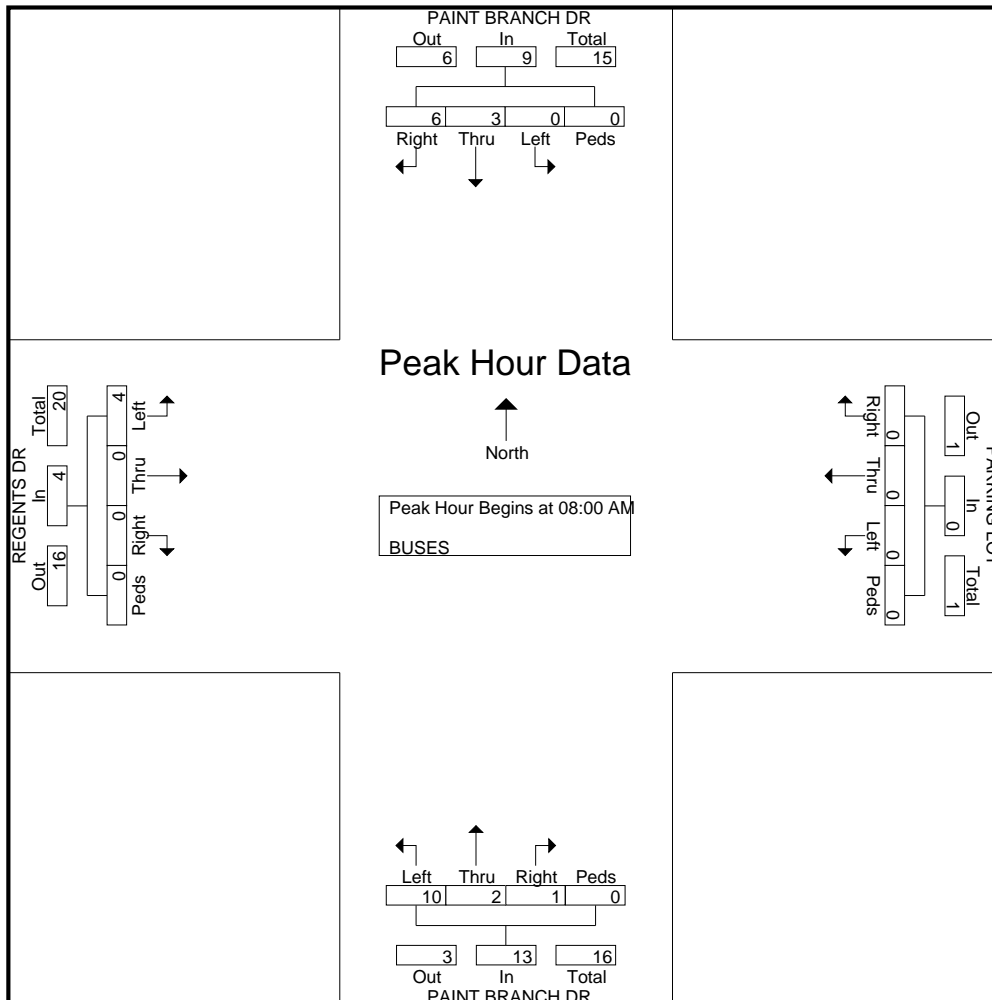 PAINT BRANCH DR
Out In Total
6 9 15
6 3 0 0
Right Thru Left Peds
Peak Hour Data
North
Peak Hour Begins at 08:00 AM
BUSES
REGENTS DR
Out In Total
16 4 20
4 0 0 0
Left Thru Right Peds
PARKING LOT
Out In Total
1 0 1
0 0 0 0
Right Thru Left Peds
Left Thru Right Peds
10 2 1 0
3 13 16
Out In Total
PAINT BRANCH DR